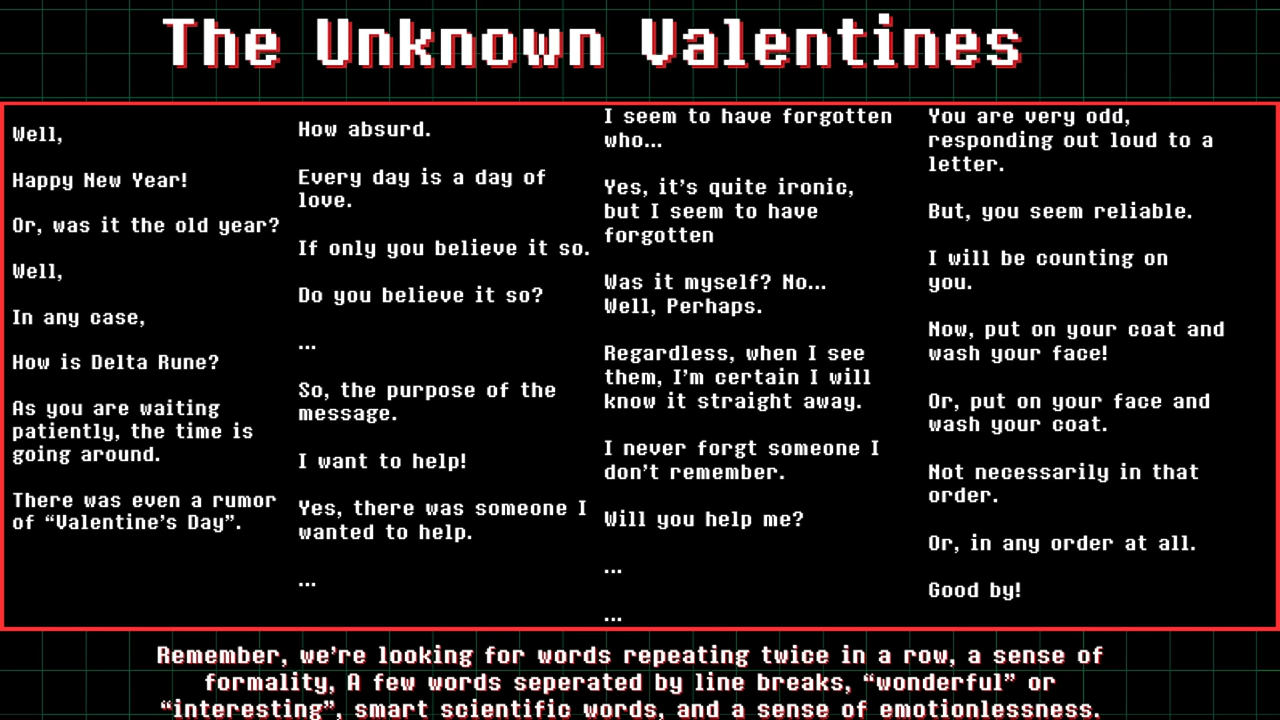 The Unknown Valentines
Well,
Happy New Year!
Or, was it the old year?
Well,
In any case,
How is Delta Rune?
As you are waiting
patiently, the time is
going around.
There was even a rumor
of “Valentine’s Day”.
How absurd.
Every day is a day of
love.
If only you believe it so.
Do you believe it so?
...
So, the purpose of the
message.
I want to help!
Yes, there was someone I
wanted to help.
...
I seem to have forgotten
who...
Yes, it’s quite ironic,
but I seem to have
forgotten
Was it myself? No...
Well, Perhaps.
Regardless, when I see
them, I’m certain I will
know it straight away.
I never forgt someone I
don’t remember.
Will you help me?
...
...
You are very odd,
responding out loud to a
letter.
But, you seem reliable.
I will be counting on
you.
Now, put on your coat and
wash your face!
Or, put on your face and
wash your coat.
Not necessarily in that
order.
Or, in any order at all.
Good by!
Remember, we’re looking for words repeating twice in a row, a sense of
formality, A few words seperated by line breaks, “wonderful” or
“interesting”, smart scientific words, and a sense of emotionlessness.